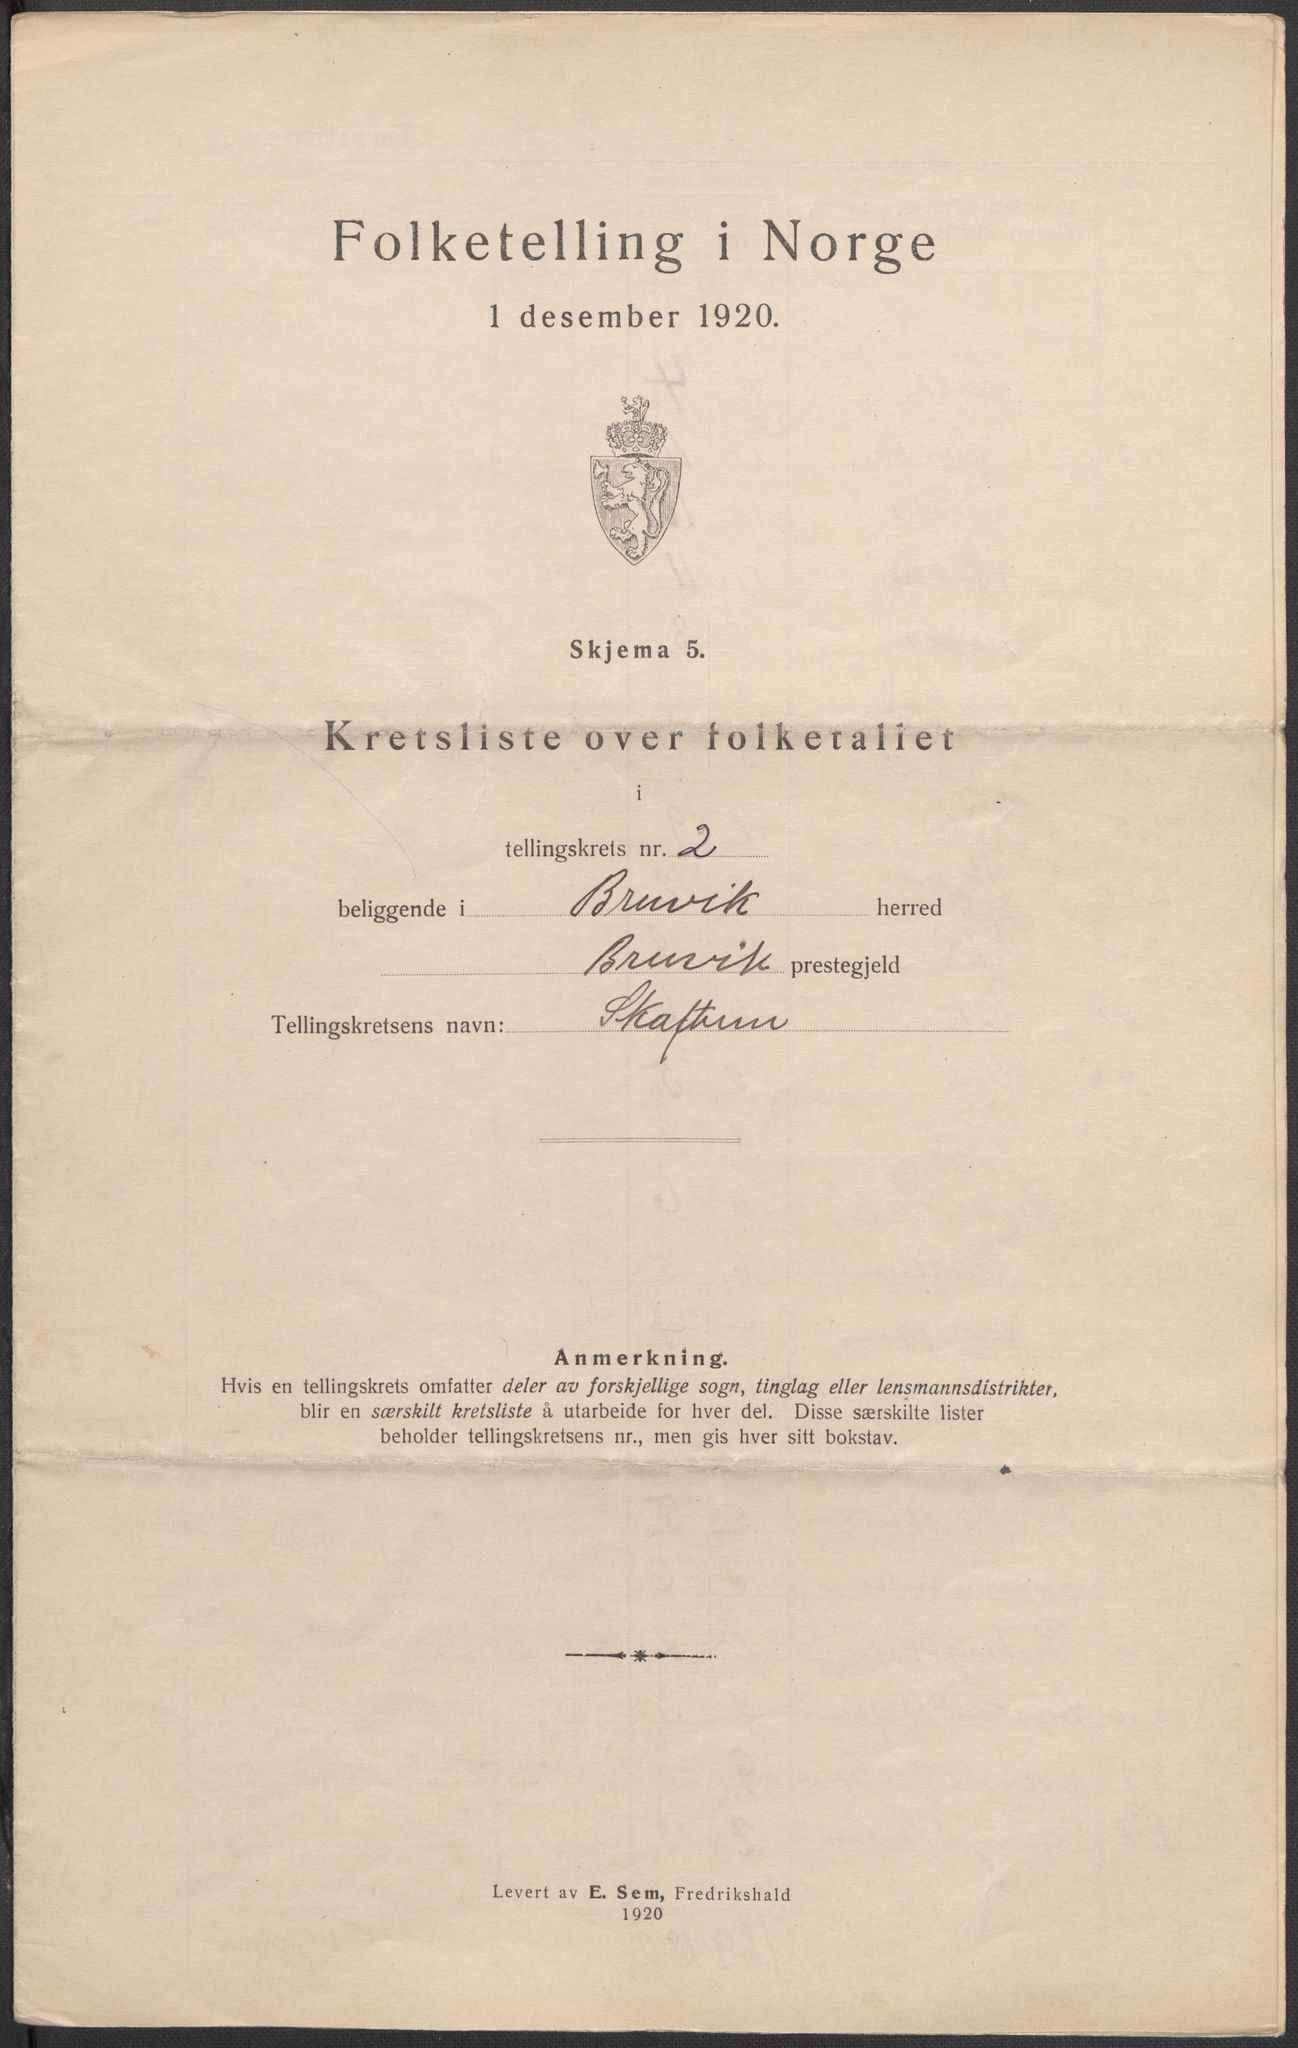 Folketelling i Norge
1 desember 1920.
Skjema 5.
Kretsliste over folketallet
i
tellingskrets nr. 2
beliggende i Bruvik herred
Bruvik prestegjeld
Tellingskretsens navn: Skaftun
Anmerkning.
Hvis en tellingskrets omfatter deler av forskjellige sogn, tinglag eller lensmannsdistrikter,
blir en særskilt kretsliste å utarbeide for hver del. Disse særskilte lister
beholder tellingskretsens nr., men gis hver sitt bokstav.
Levert av E. Sem, Fredrikshald
1920